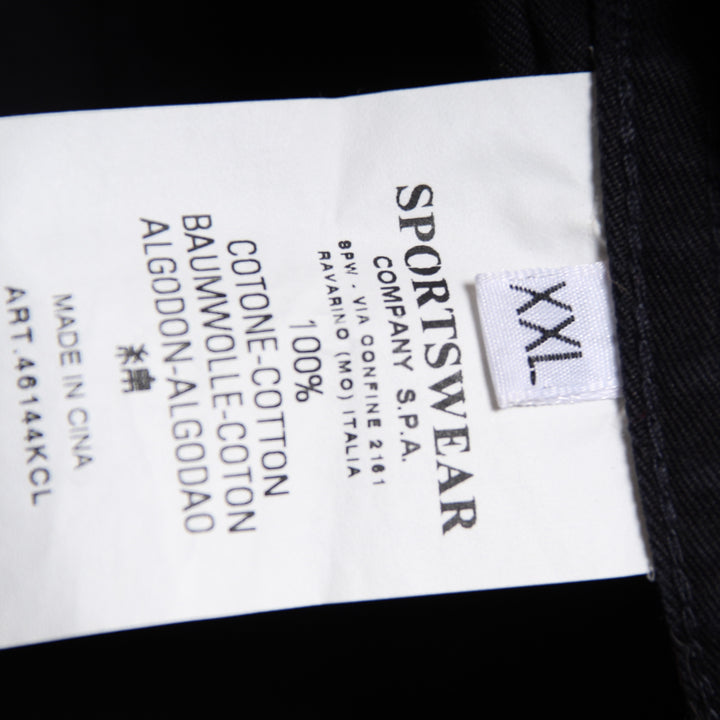 SPORTSWEAR
COMPANY S.P.A.
SPW - VIA CONFINE 2161
RAVARINO (MO) ITALIA
100%
COTONE-COTTON
BAUMWOLLE-COTON
ALGODON-ALGODAO
MADE IN CINA
ART.46144KCL
XXL